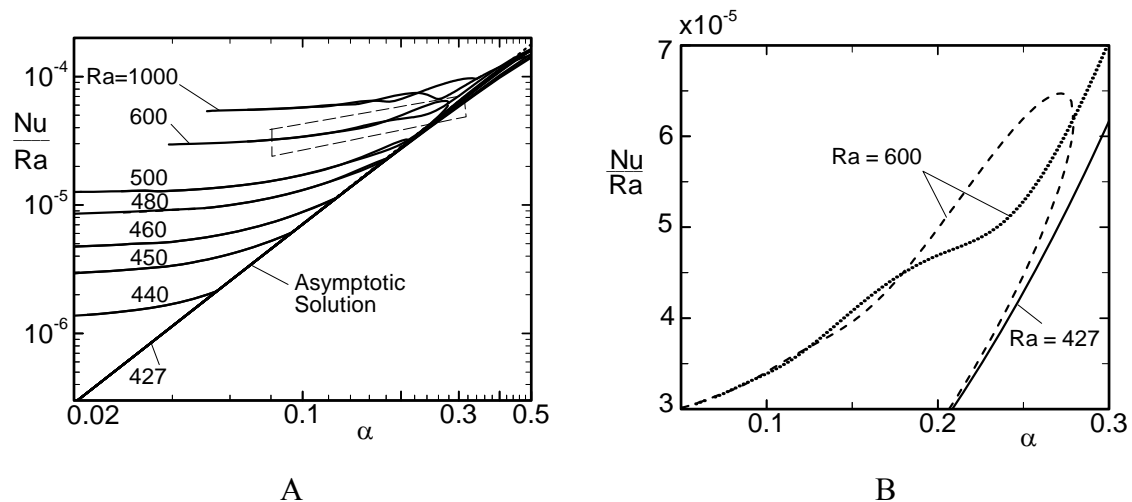 Nu
Ra
10⁻⁴
10⁻⁵
10⁻⁶
Ra=1000
600
500
480
460
450
440
427
Asymptotic
Solution
0.02
0.1
0.3
0.5
α
A
x10⁻⁵
7
6
5
4
3
Nu
Ra
Ra = 600
Ra = 427
0.1
0.2
0.3
α
B